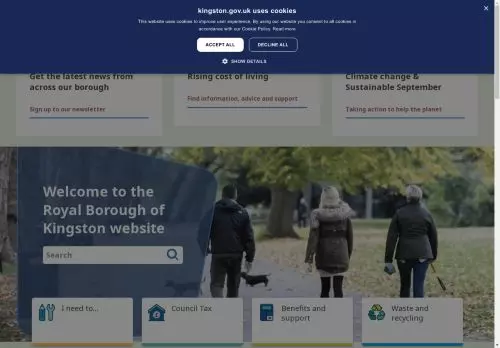 kingston.gov.uk uses cookies
This website uses cookies to improve user experience. By using our website you consent to all cookies in
accordance with our Cookie Policy. Read more
ACCEPT ALL
DECLINE ALL
SHOW DETAILS
Get the latest news from
across our borough
Sign up to our newsletter
Rising cost of living
Find information, advice and support
Climate change &
Sustainable September
Taking action to help the planet
Welcome to the
Royal Borough of
Kingston website
Search
I need to...
Council Tax
Benefits and
support
Waste and
recycling